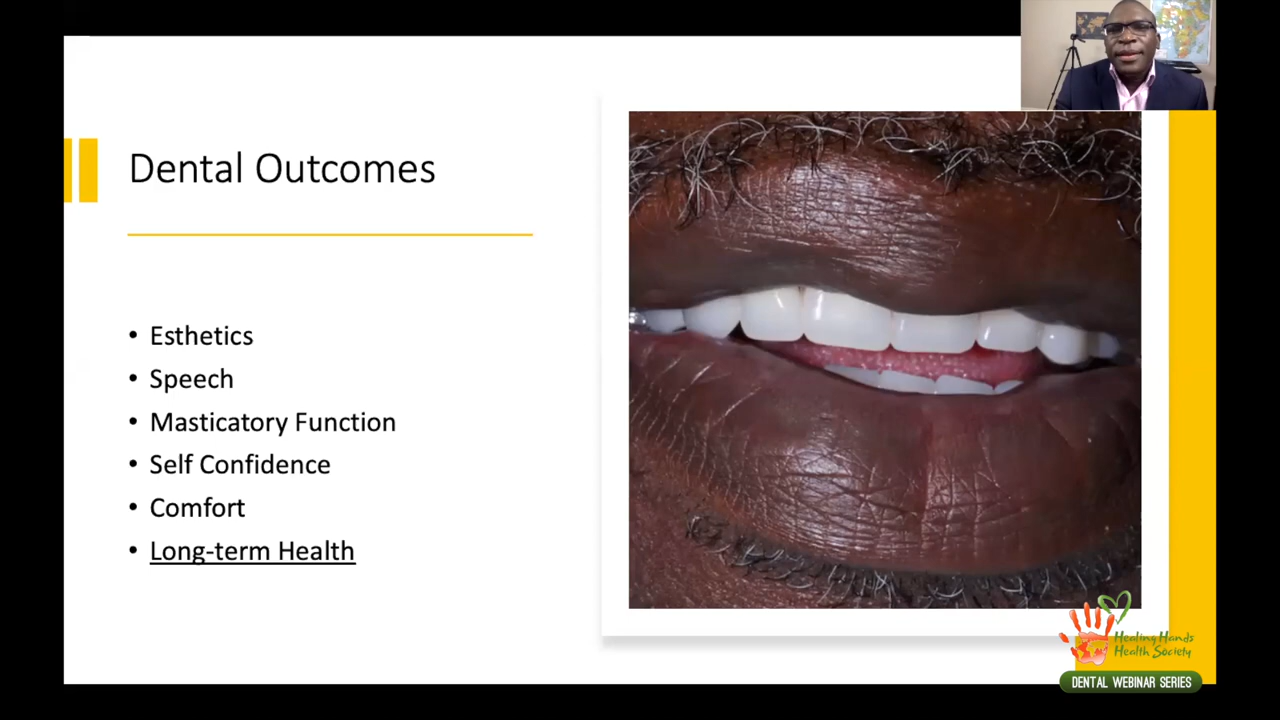 Dental Outcomes
Esthetics
Speech
Masticatory Function
Self Confidence
Comfort
Long-term Health
Healing Hands
Health Society
DENTAL WEBINAR SERIES